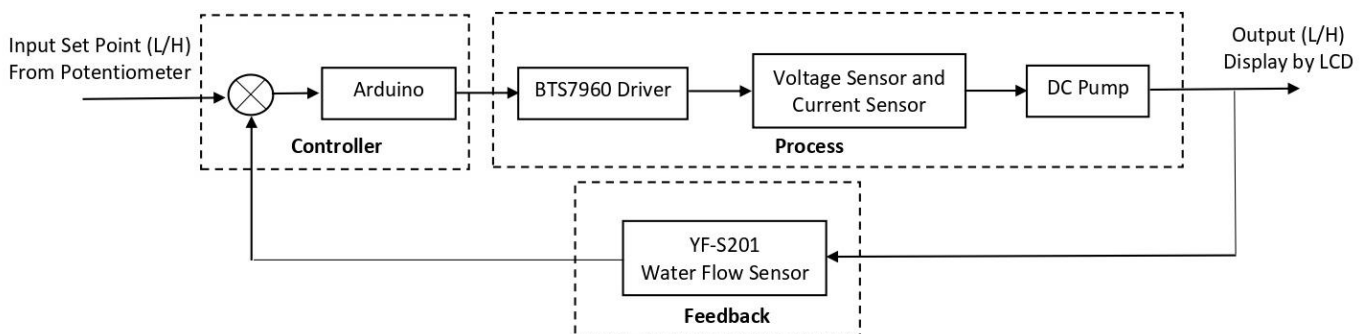 Input Set Point (L/H)
From Potentiometer
Arduino
Controller
BTS7960 Driver
Voltage Sensor and
Current Sensor
DC Pump
Process
Output (L/H)
Display by LCD
YF-S201
Water Flow Sensor
Feedback